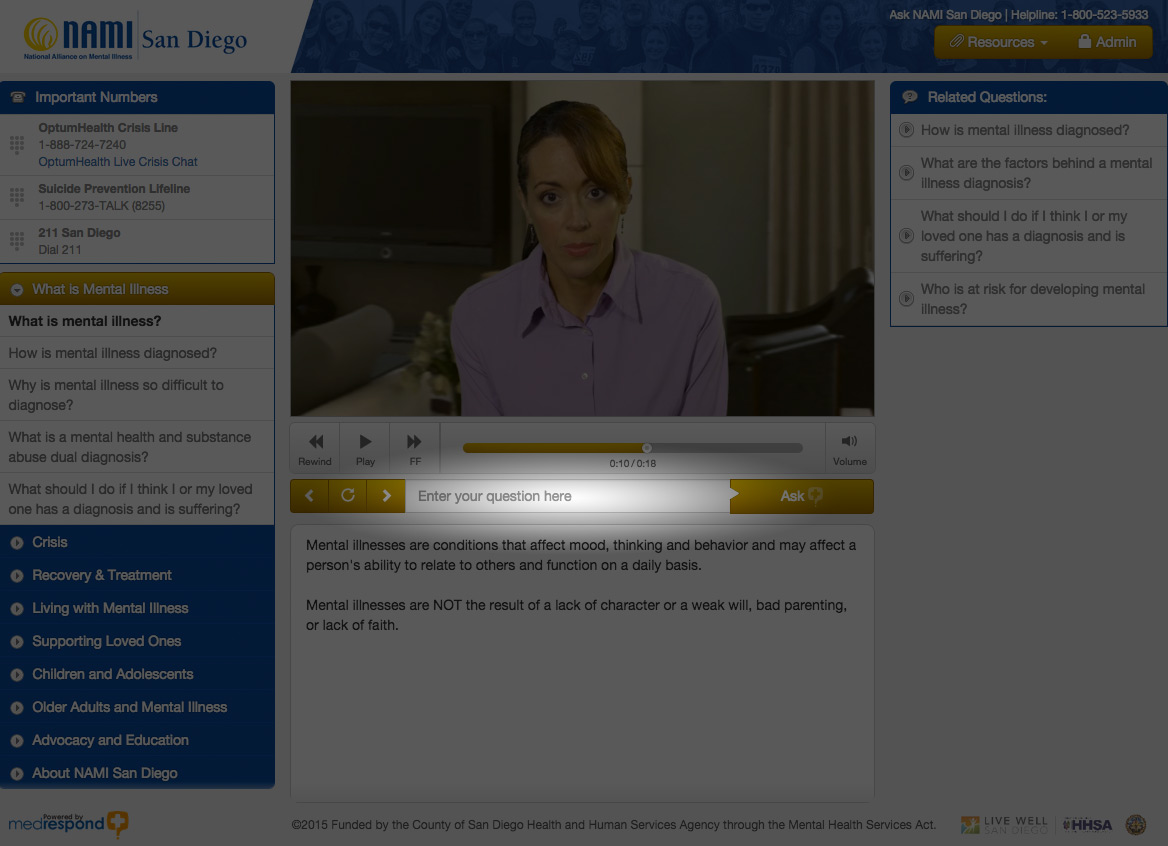 NAMI San Diego
National Alliance on Mental Illness
Ask NAMI San Diego | Helpline: 1-800-523-5933
Resources
Admin
Important Numbers
OptumHealth Crisis Line
1-888-724-7240
OptumHealth Live Crisis Chat
Suicide Prevention Lifeline
1-800-273-TALK (8255)
211 San Diego
Dial 211
What is Mental Illness
What is mental illness?
How is mental illness diagnosed?
Why is mental illness so difficult to
diagnose?
What is a mental health and substance
abuse dual diagnosis?
What should I do if I think I or my loved
one has a diagnosis and is suffering?
Crisis
Recovery & Treatment
Living with Mental Illness
Supporting Loved Ones
Children and Adolescents
Older Adults and Mental Illness
Advocacy and Education
About NAMI San Diego
Rewind
Play
FF
0:10 / 0:18
Volume
Enter your question here
Ask
Mental illnesses are conditions that affect mood, thinking and behavior and may affect a
person's ability to relate to others and function on a daily basis.
Mental illnesses are NOT the result of a lack of character or a weak will, bad parenting,
or lack of faith.
Related Questions:
How is mental illness diagnosed?
What are the factors behind a mental
illness diagnosis?
What should I do if I think I or my
loved one has a diagnosis and is
suffering?
Who is at risk for developing mental
illness?
Powered by
medrespond
©2015 Funded by the County of San Diego Health and Human Services Agency through the Mental Health Services Act.
LIVE WELL
SAN DIEGO
HHSA